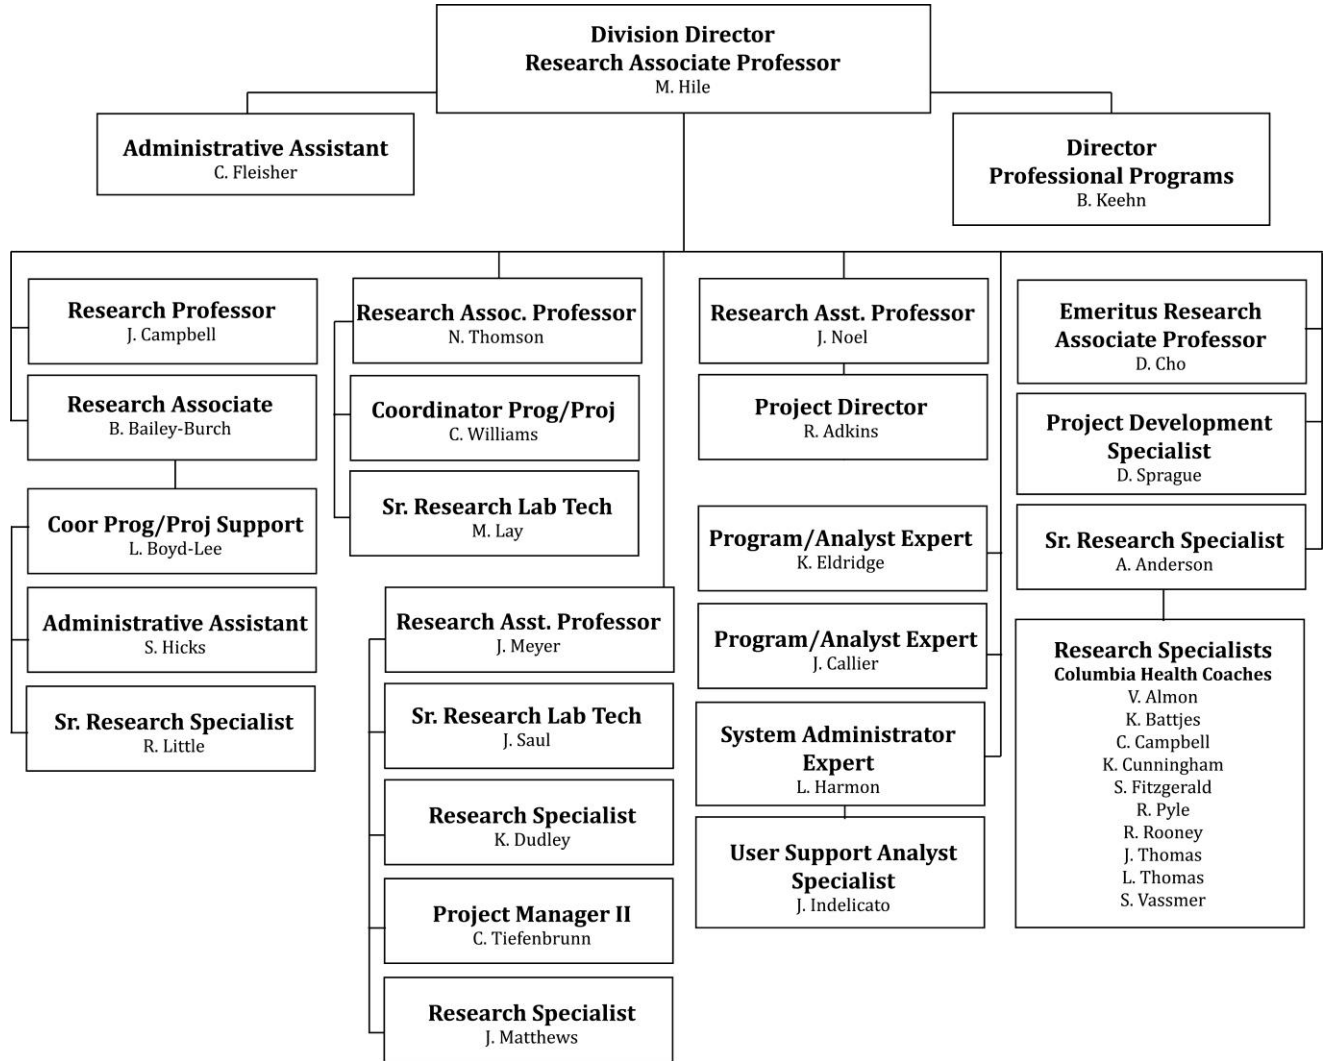 Division Director
Research Associate Professor
M. Hile
Administrative Assistant
C. Fleisher
Director
Professional Programs
B. Keehn
Research Professor
J. Campbell
Research Associate
B. Bailey-Burch
Coor Prog/Proj Support
L. Boyd-Lee
Administrative Assistant
S. Hicks
Sr. Research Specialist
R. Little
Research Assoc. Professor
N. Thomson
Coordinator Prog/Proj
C. Williams
Sr. Research Lab Tech
M. Lay
Research Asst. Professor
J. Meyer
Sr. Research Lab Tech
J. Saul
Research Specialist
K. Dudley
Project Manager II
C. Tiefenbrunn
Research Specialist
J. Matthews
Research Asst. Professor
J. Noel
Project Director
R. Adkins
Program/Analyst Expert
K. Eldridge
Program/Analyst Expert
J. Callier
System Administrator
Expert
L. Harmon
User Support Analyst
Specialist
J. Indelicato
Emeritus Research
Associate Professor
D. Cho
Project Development
Specialist
D. Sprague
Sr. Research Specialist
A. Anderson
Research Specialists
Columbia Health Coaches
V. Almon
K. Battjes
C. Campbell
K. Cunningham
S. Fitzgerald
R. Pyle
R. Rooney
J. Thomas
L. Thomas
S. Vassmer